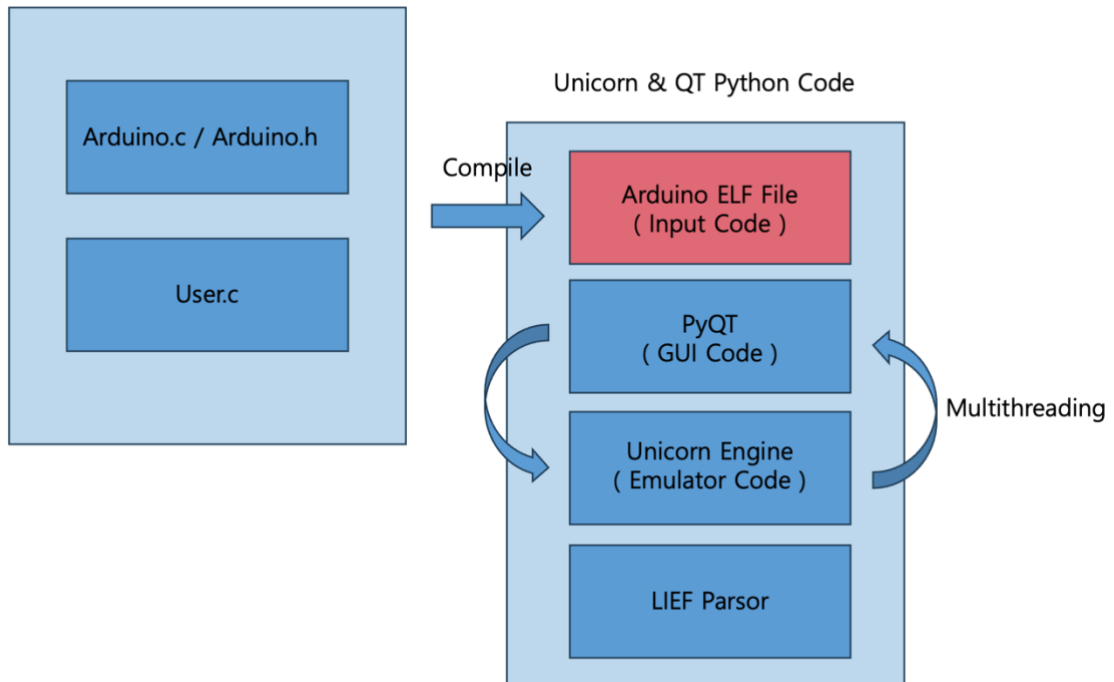 Arduino.c / Arduino.h
User.c
Compile
Unicorn & QT Python Code
Arduino ELF File
( Input Code )
PyQT
( GUI Code )
Unicorn Engine
( Emulator Code )
LIEF Parsor
Multithreading